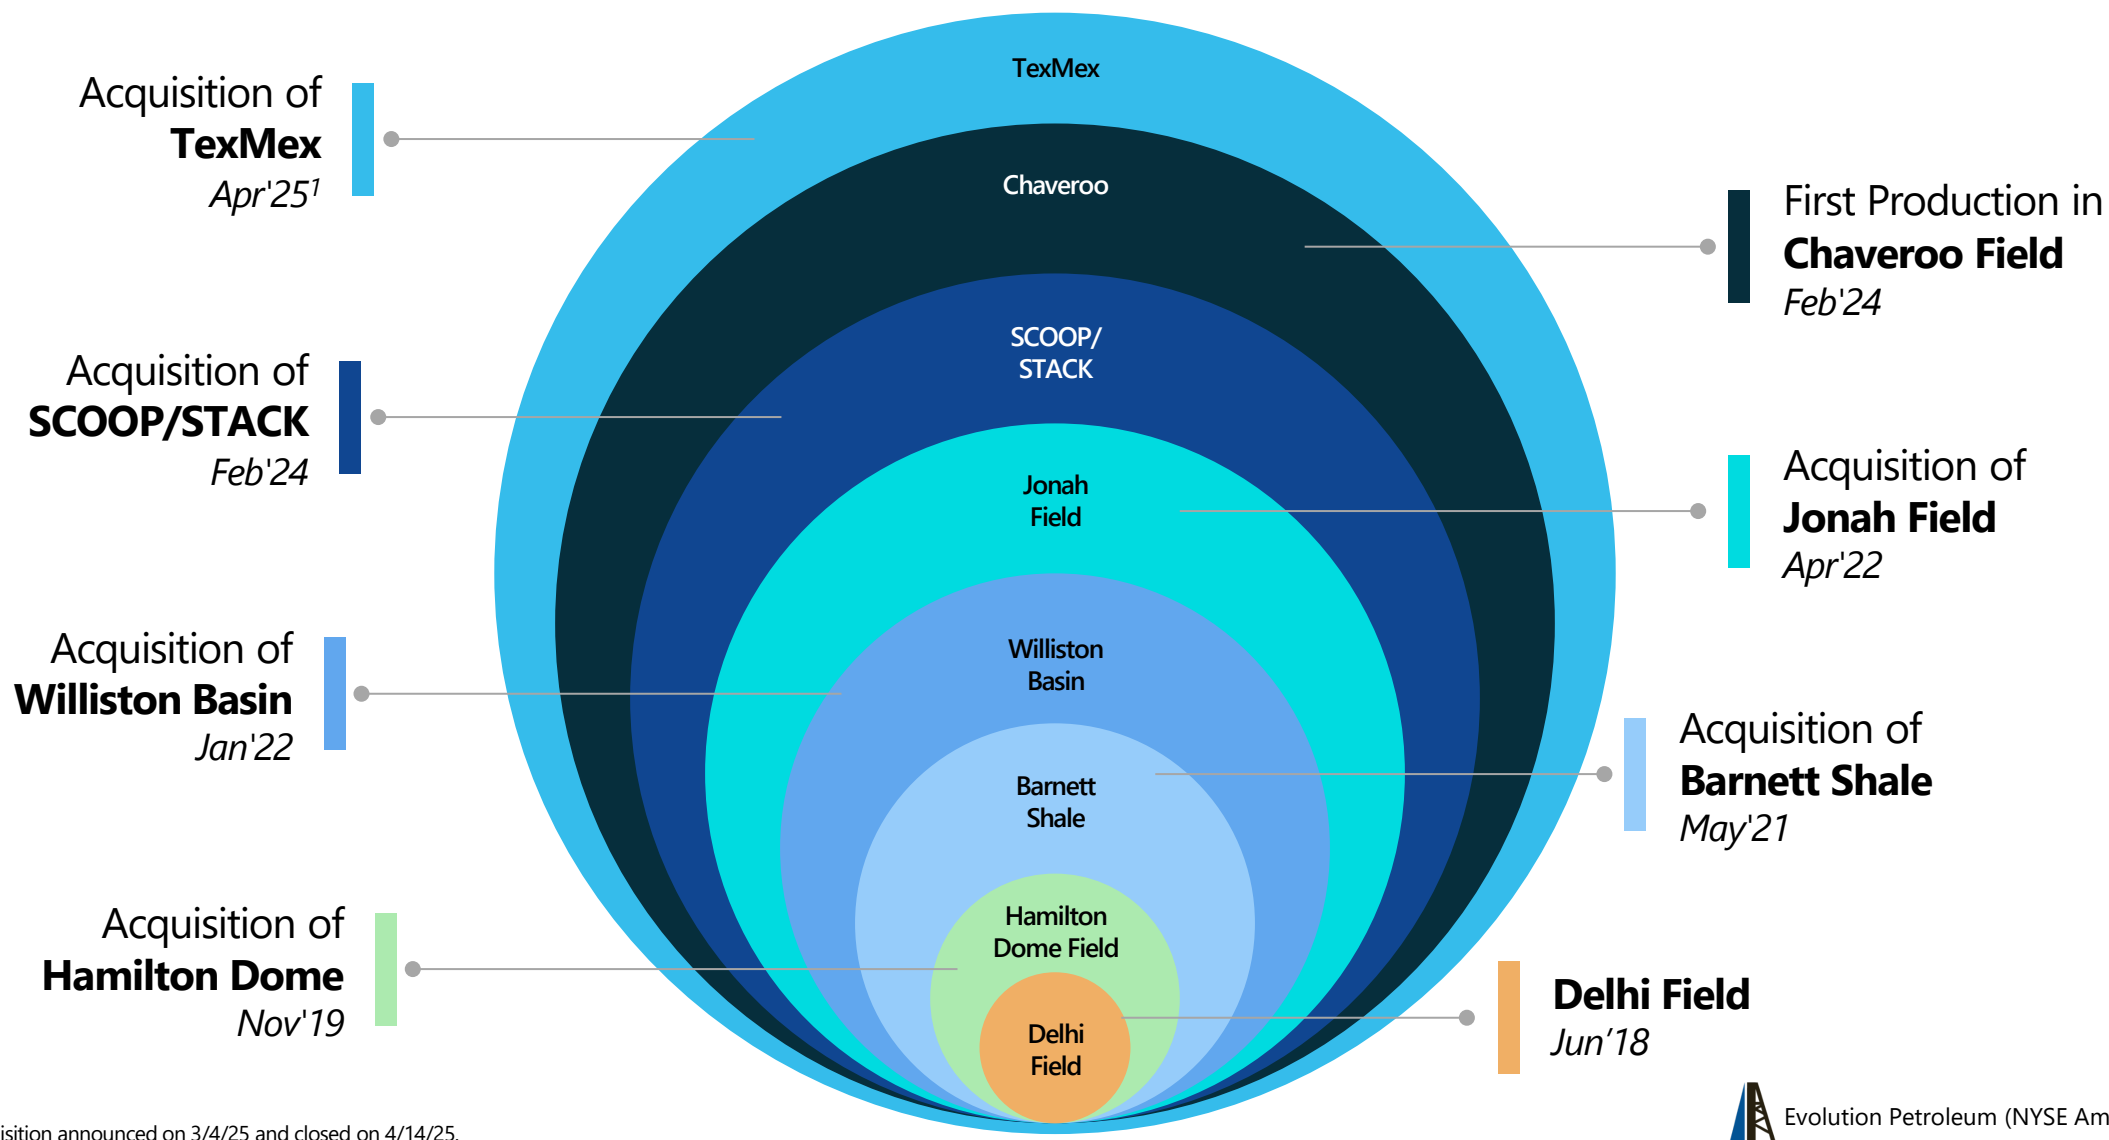 TexMex
Acquisition of
TexMex
Apr'25¹
Chaveroo
First Production in
Chaveroo Field
Feb'24
SCOOP/
STACK
Acquisition of
SCOOP/STACK
Feb'24
Jonah
Field
Acquisition of
Jonah Field
Apr'22
Williston
Basin
Acquisition of
Williston Basin
Jan'22
Barnett
Shale
Acquisition of
Barnett Shale
May'21
Hamilton
Dome Field
Acquisition of
Hamilton Dome
Nov'19
Delhi
Field
Delhi Field
Jun’18
isition announced on 3/4/25 and closed on 4/14/25.
Evolution Petroleum (NYSE Am